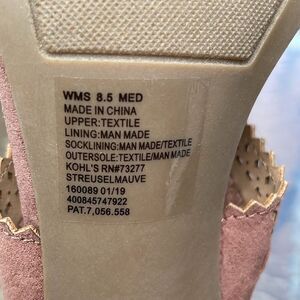 WMS 8.5 MED
MADE IN CHINA
UPPER:TEXTILE
LINING:MAN MADE
SOCKLINING:MAN MADE/TEXTILE
OUTERSOLE:TEXTILE/MAN MADE
KOHL'S RN#73277
STREUSELMAUVE
160089 01/19
400845747922
PAT.7,056.558